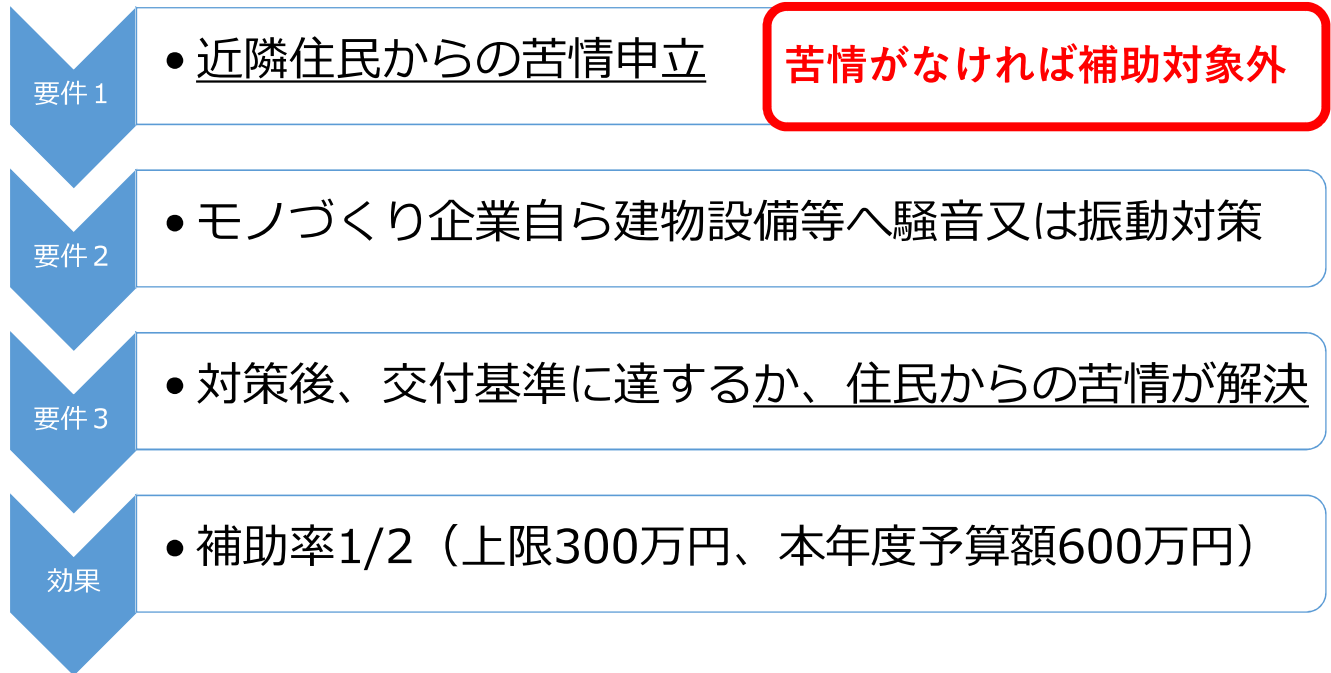 要件１
• 近隣住民からの苦情申立
苦情がなければ補助対象外
要件２
• モノづくり企業自ら建物設備等へ騒音又は振動対策
要件３
• 対策後、交付基準に達するか、住民からの苦情が解決
効果
• 補助率1/2（上限300万円、本年度予算額600万円）